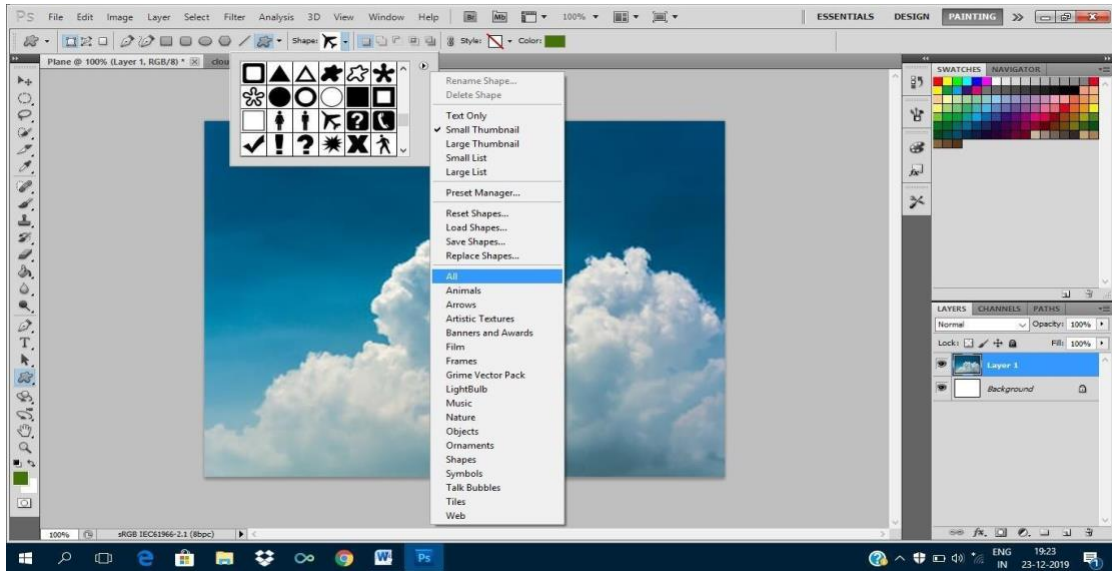 Ps File Edit Image Layer Select Filter Analysis 3D View Window Help Br Mb 100% ESSENTIALS DESIGN PAINTING
Shape: Style: Color:
Plane @ 100% (Layer 1, RGB/8) * clou
Rename Shape...
Delete Shape
Text Only
Small Thumbnail
Large Thumbnail
Small List
Large List
Preset Manager...
Reset Shapes...
Load Shapes...
Save Shapes...
Replace Shapes...
All
Animals
Arrows
Artistic Textures
Banners and Awards
Film
Frames
Grime Vector Pack
LightBulb
Music
Nature
Objects
Ornaments
Shapes
Symbols
Talk Bubbles
Tiles
Web
SWATCHES NAVIGATOR
LAYERS CHANNELS PATHS
Normal Opacity: 100%
Lock: Fill: 100%
Layer 1
Background
100% sRGB IEC61966-2.1 (8bpc)
Ps
ENG 19:23
IN 23-12-2019